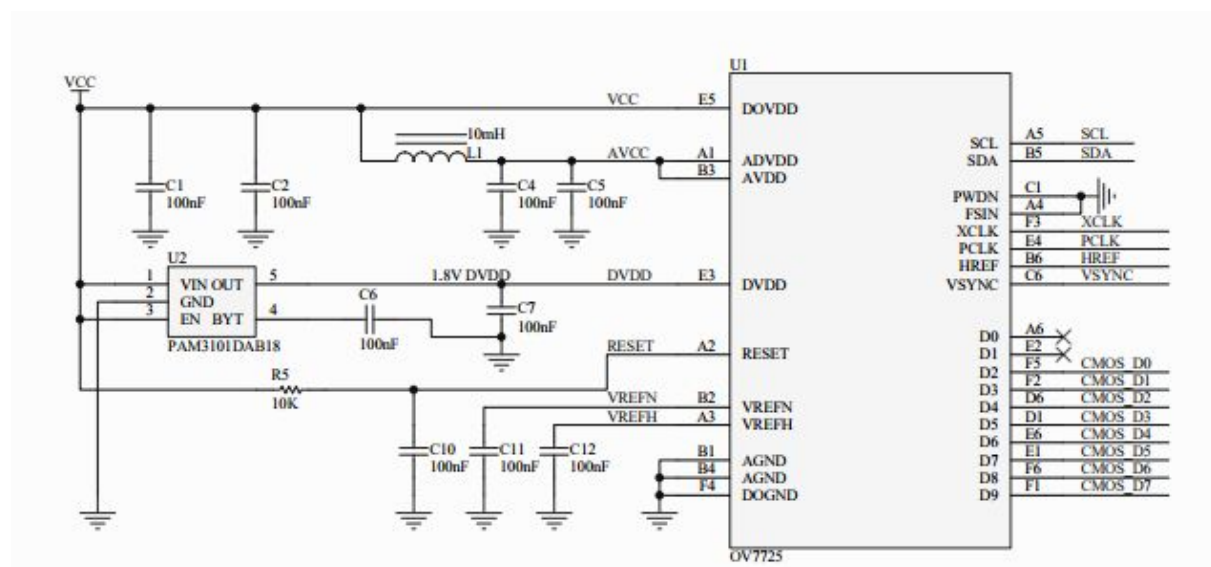 VCC
U1
VCC E5 DOVDD
10mH
L1
AVCC A1 ADVDD
B3 AVDD
C1
100nF
C2
100nF
C4
100nF
C5
100nF
SCL A5 SCL
SDA B5 SDA
PWDN C1
FSIN A4
XCLK F3 XCLK
PCLK E4 PCLK
HREF B6 HREF
VSYNC C6 VSYNC
U2
1 VIN OUT 5
2 GND
3 EN BYT 4
PAM3101DAB18
1.8V DVDD DVDD E3 DVDD
C6
100nF
C7
100nF
RESET A2 RESET
R5
10K
VREFN B2 VREFN
VREFH A3 VREFH
C10
100nF
C11
100nF
C12
100nF
B1 AGND
B4 AGND
F4 DOGND
D0 A6
D1 E2
D2 F5 CMOS_D0
D3 F2 CMOS_D1
D4 D6 CMOS_D2
D5 D1 CMOS_D3
D6 E6 CMOS_D4
D7 E1 CMOS_D5
D8 F6 CMOS_D6
D9 F1 CMOS_D7
OV7725